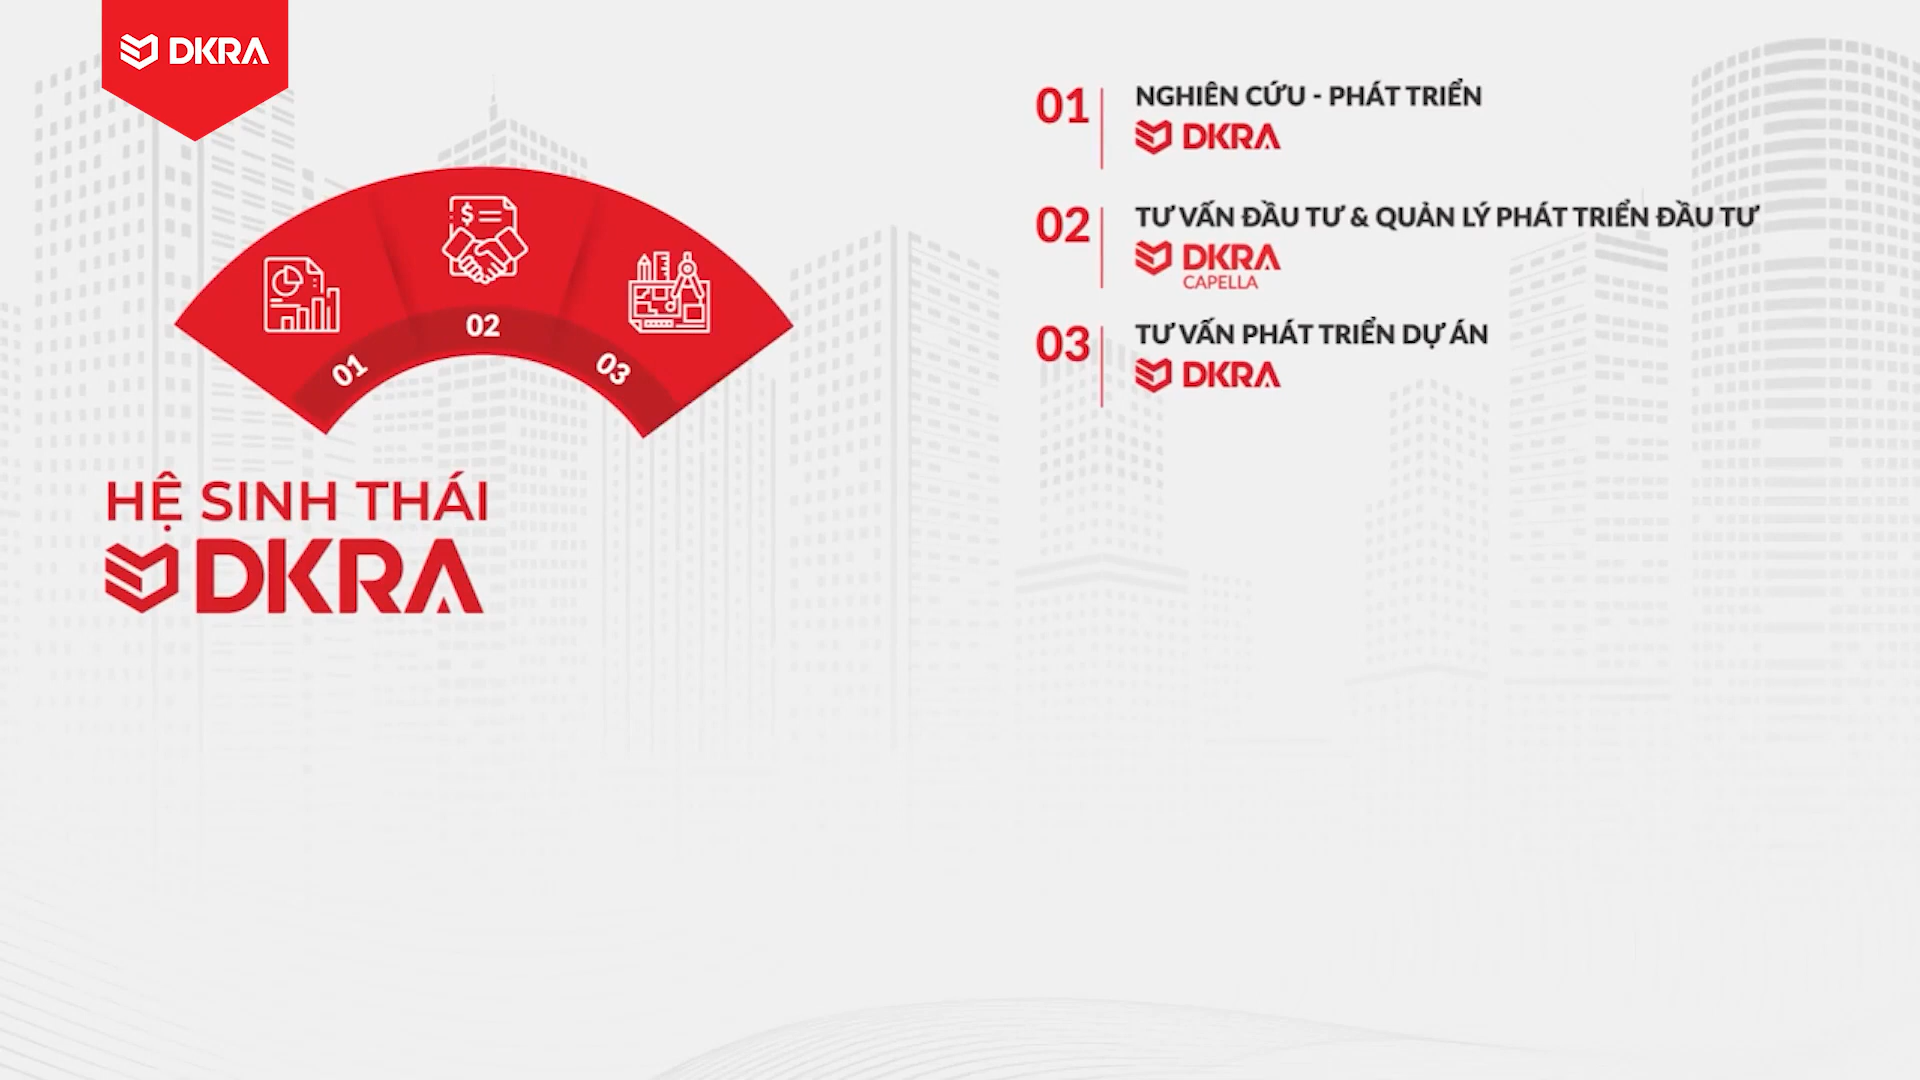 DKRA
01
02
03
HỆ SINH THÁI
DKRA
01
NGHIÊN CỨU - PHÁT TRIỂN
DKRA
02
TƯ VẤN ĐẦU TƯ & QUẢN LÝ PHÁT TRIỂN ĐẦU TƯ
DKRA
CAPELLA
03
TƯ VẤN PHÁT TRIỂN DỰ ÁN
DKRA